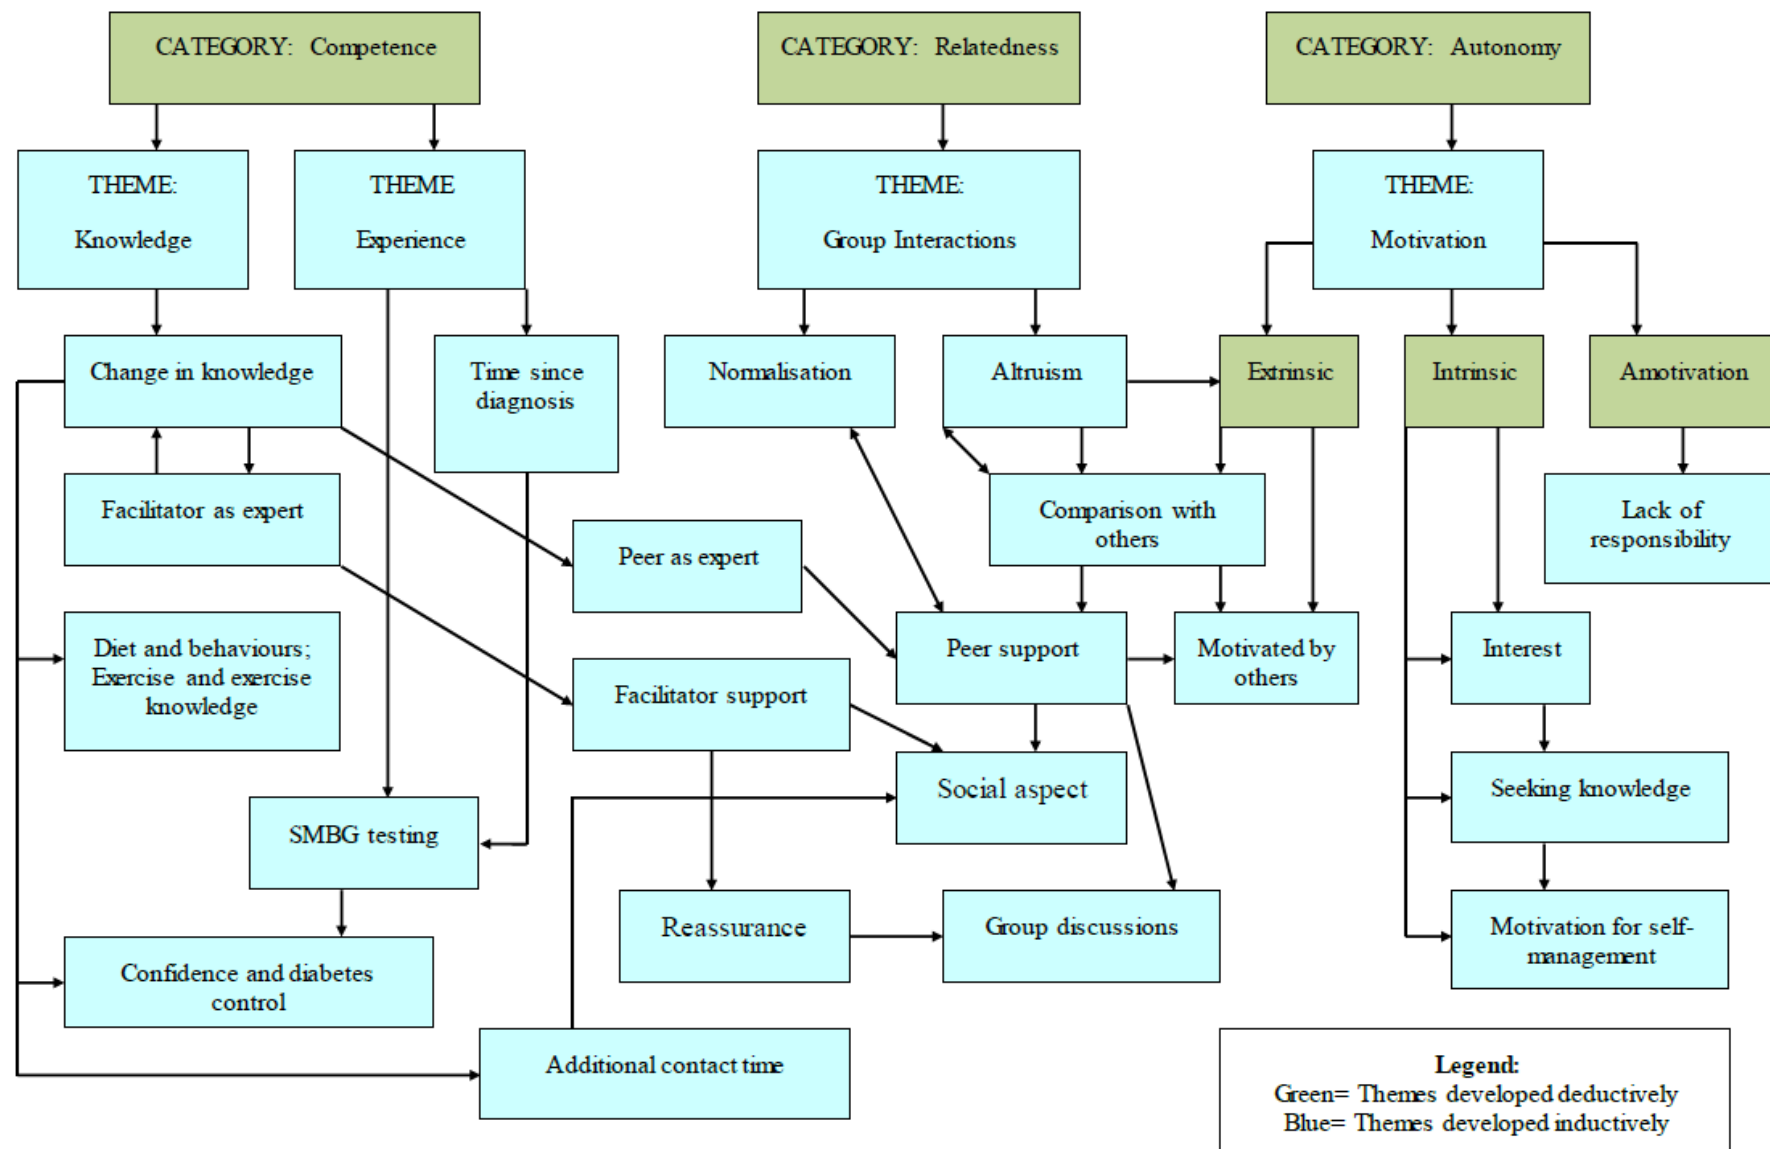 CATEGORY: Competence
CATEGORY: Relatedness
CATEGORY: Autonomy
THEME:
Knowledge
THEME
Experience
THEME:
Group Interactions
THEME:
Motivation
Change in knowledge
Time since
diagnosis
Normalisation
Altruism
Extrinsic
Intrinsic
Amotivation
Facilitator as expert
Comparison with
others
Lack of
responsibility
Peer as expert
Diet and behaviours;
Exercise and exercise
knowledge
Facilitator support
Peer support
Motivated by
others
Interest
SMBG testing
Social aspect
Seeking knowledge
Reassurance
Group discussions
Motivation for self-
management
Confidence and diabetes
control
Additional contact time
Legend:
Green= Themes developed deductively
Blue= Themes developed inductively